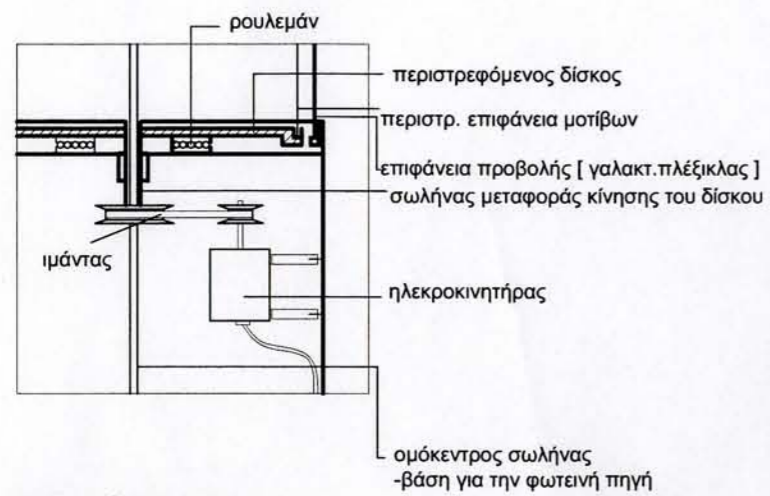 ρουλεμάν
περιστρεφόμενος δίσκος
περιστρ. επιφάνεια μοτίβων
επιφάνεια προβολής [ γαλακτ.πλέξικλας ]
σωλήνας μεταφοράς κίνησης του δίσκου
ιμάντας
ηλεκροκινητήρας
ομόκεντρος σωλήνας
-βάση για την φωτεινή πηγή